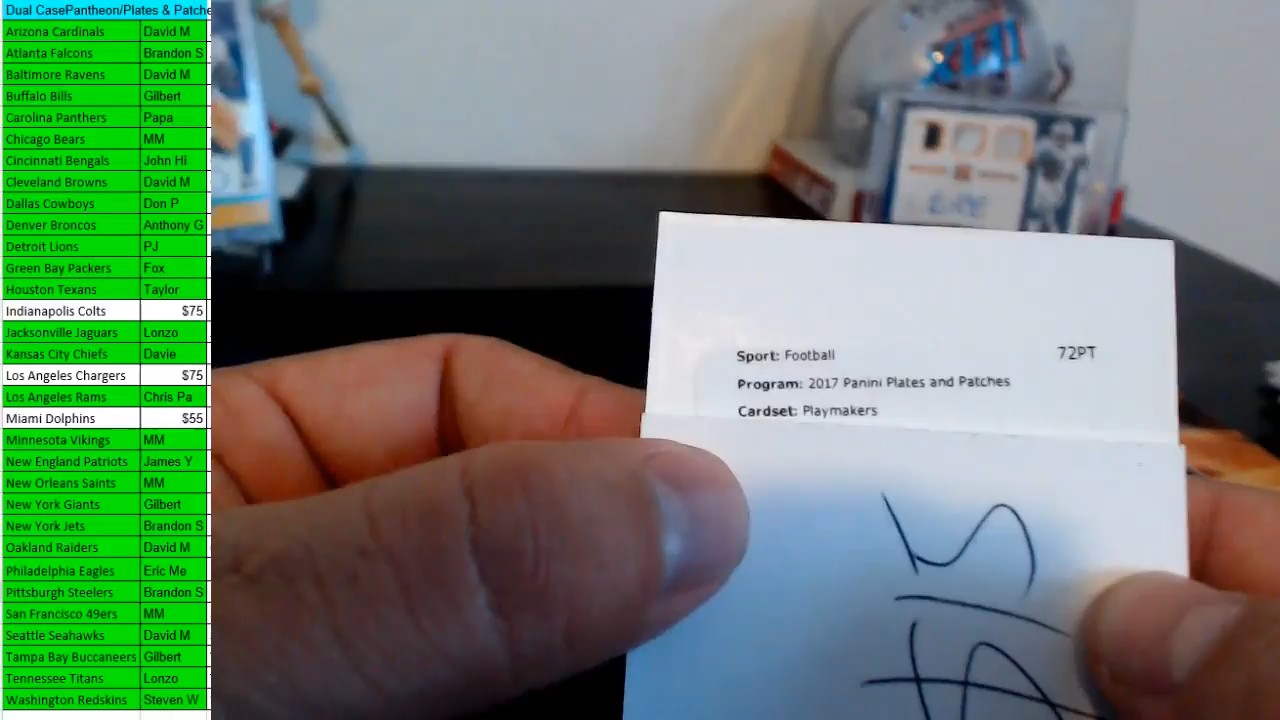 Dual CasePantheon/Plates & Patche
Arizona Cardinals David M
Atlanta Falcons Brandon S
Baltimore Ravens David M
Buffalo Bills Gilbert
Carolina Panthers Papa
Chicago Bears MM
Cincinnati Bengals John Hi
Cleveland Browns David M
Dallas Cowboys Don P
Denver Broncos Anthony G
Detroit Lions PJ
Green Bay Packers Fox
Houston Texans Taylor
Indianapolis Colts $75
Jacksonville Jaguars Lonzo
Kansas City Chiefs Davie
Los Angeles Chargers $75
Los Angeles Rams Chris Pa
Miami Dolphins $55
Minnesota Vikings MM
New England Patriots James Y
New Orleans Saints MM
New York Giants Gilbert
New York Jets Brandon S
Oakland Raiders David M
Philadelphia Eagles Eric Me
Pittsburgh Steelers Brandon S
San Francisco 49ers MM
Seattle Seahawks David M
Tampa Bay Buccaneers Gilbert
Tennessee Titans Lonzo
Washington Redskins Steven W
XLII
Sport: Football 72PT
Program: 2017 Panini Plates and Patches
Cardset: Playmakers